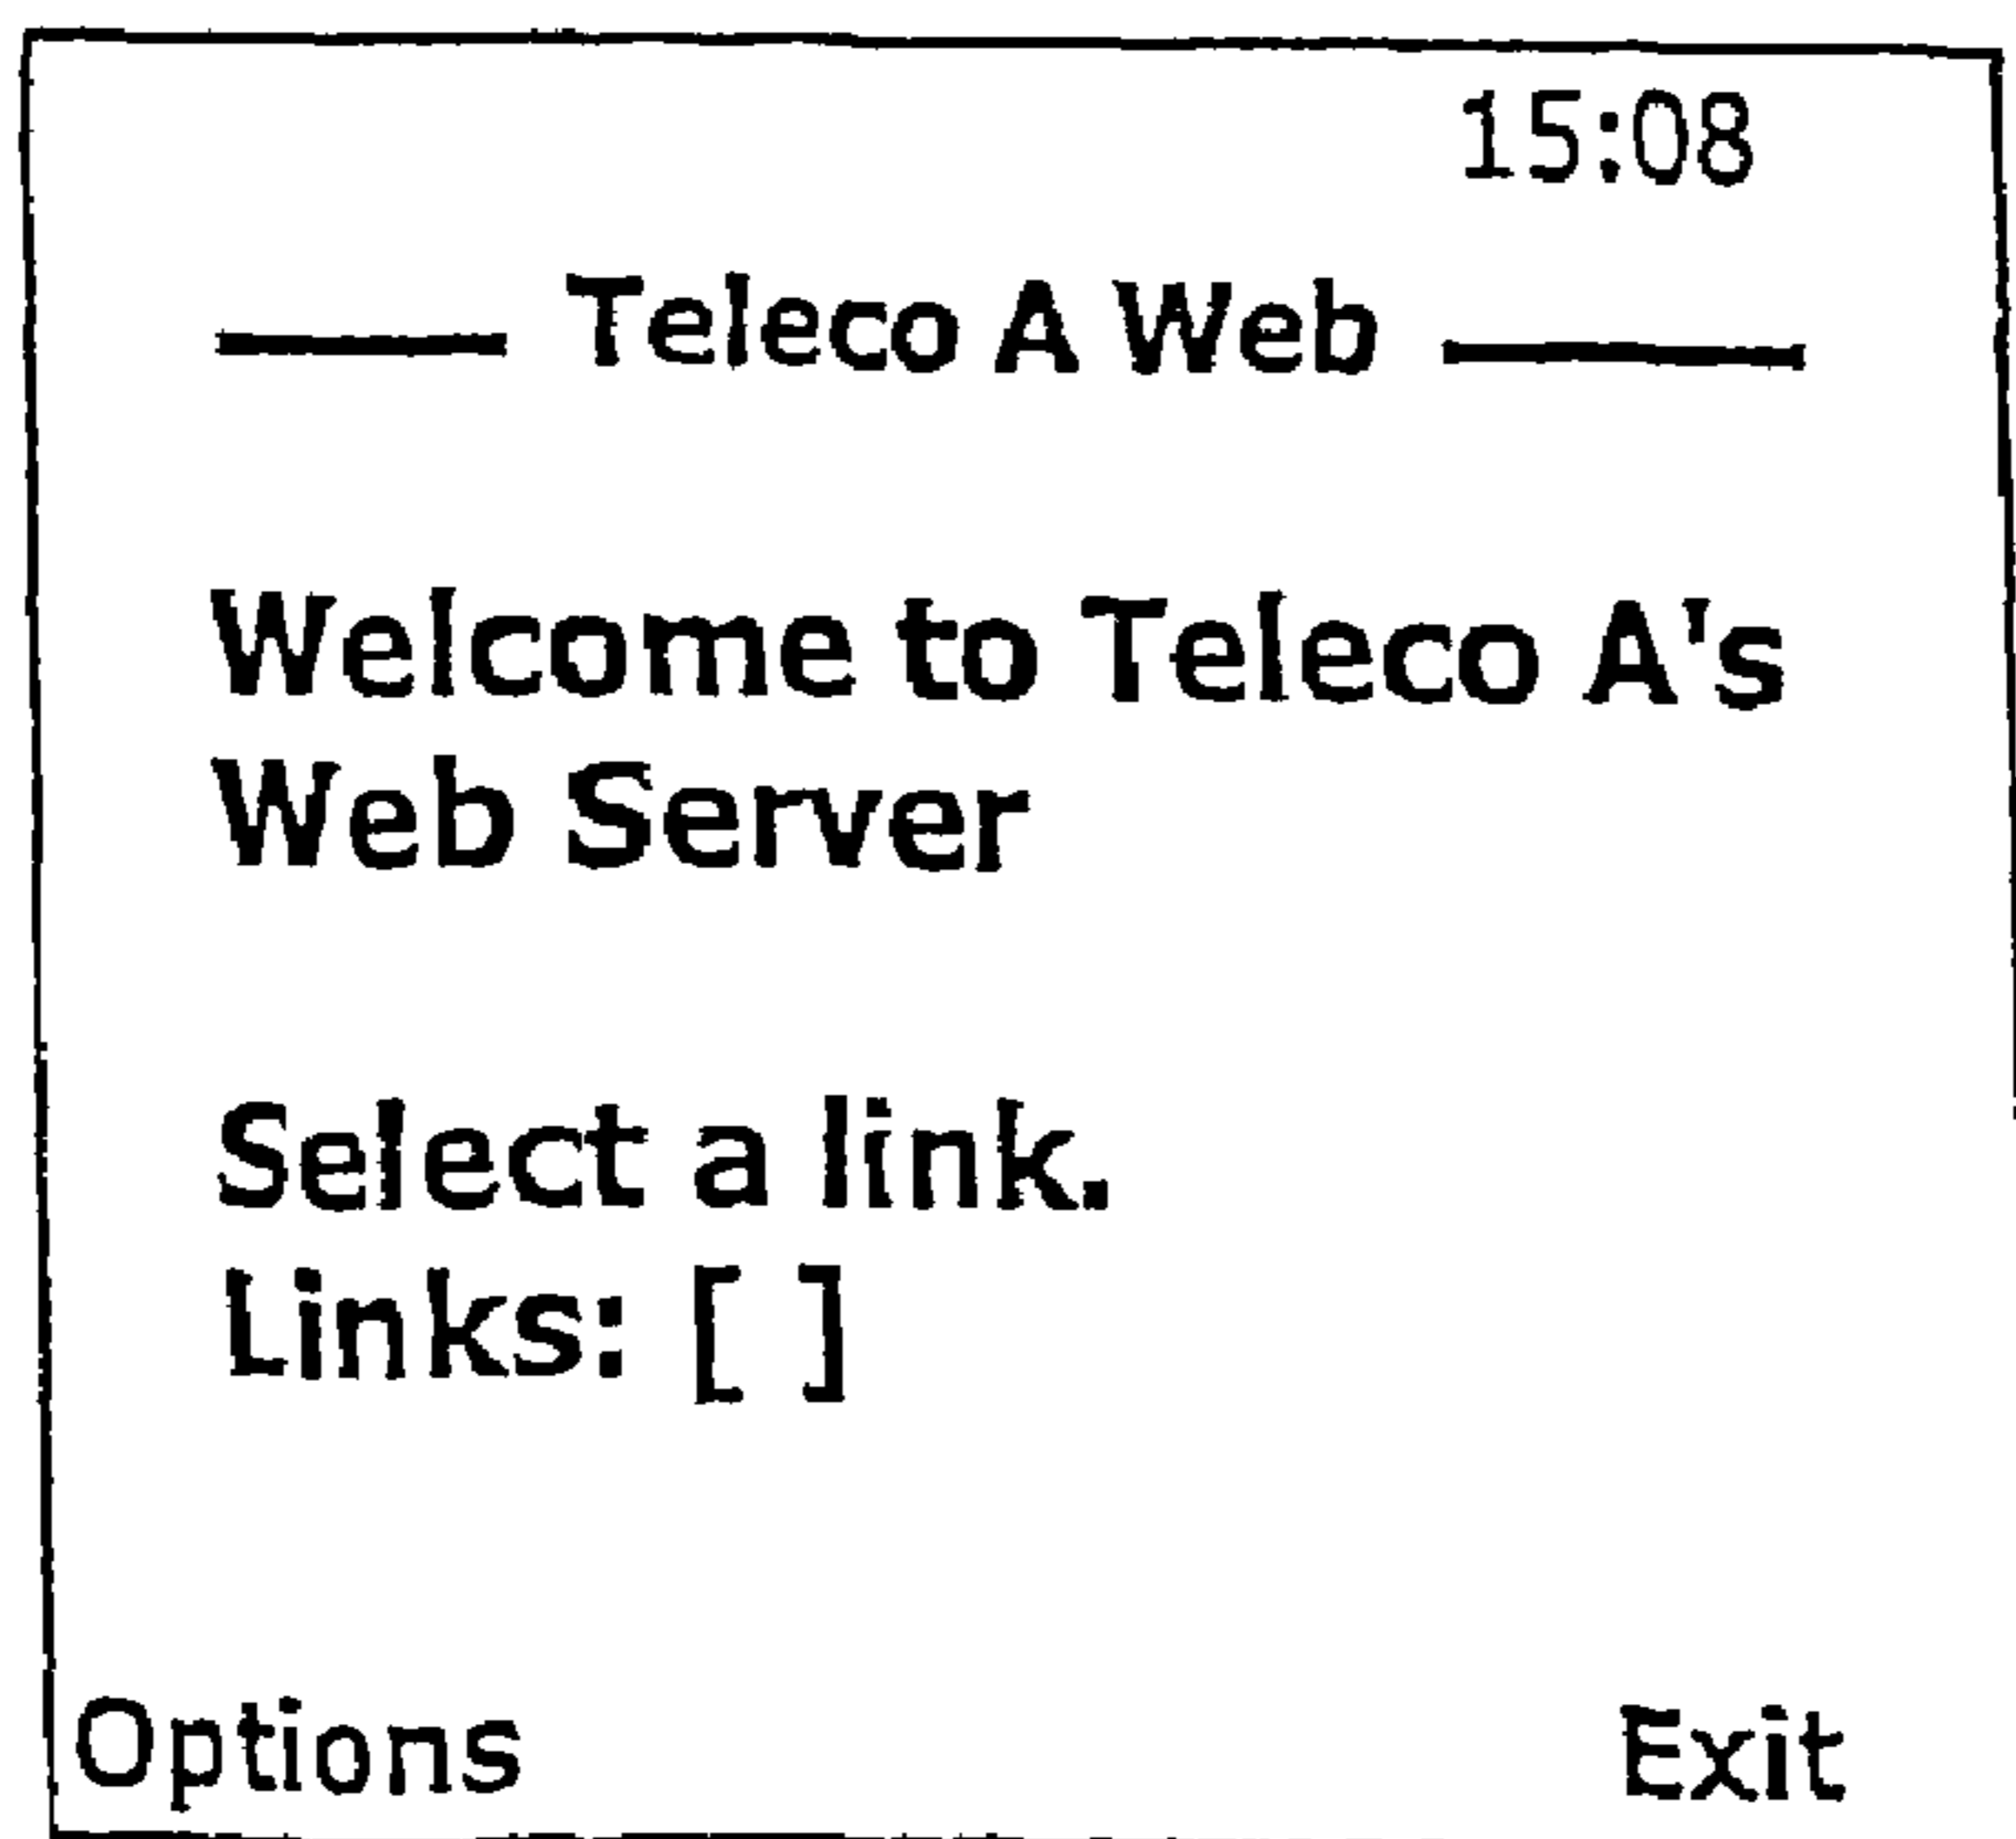 15:08
Teleco A Web
Welcome to Teleco A's
Web Server
Select a link.
Links: [ ]
Options Exit